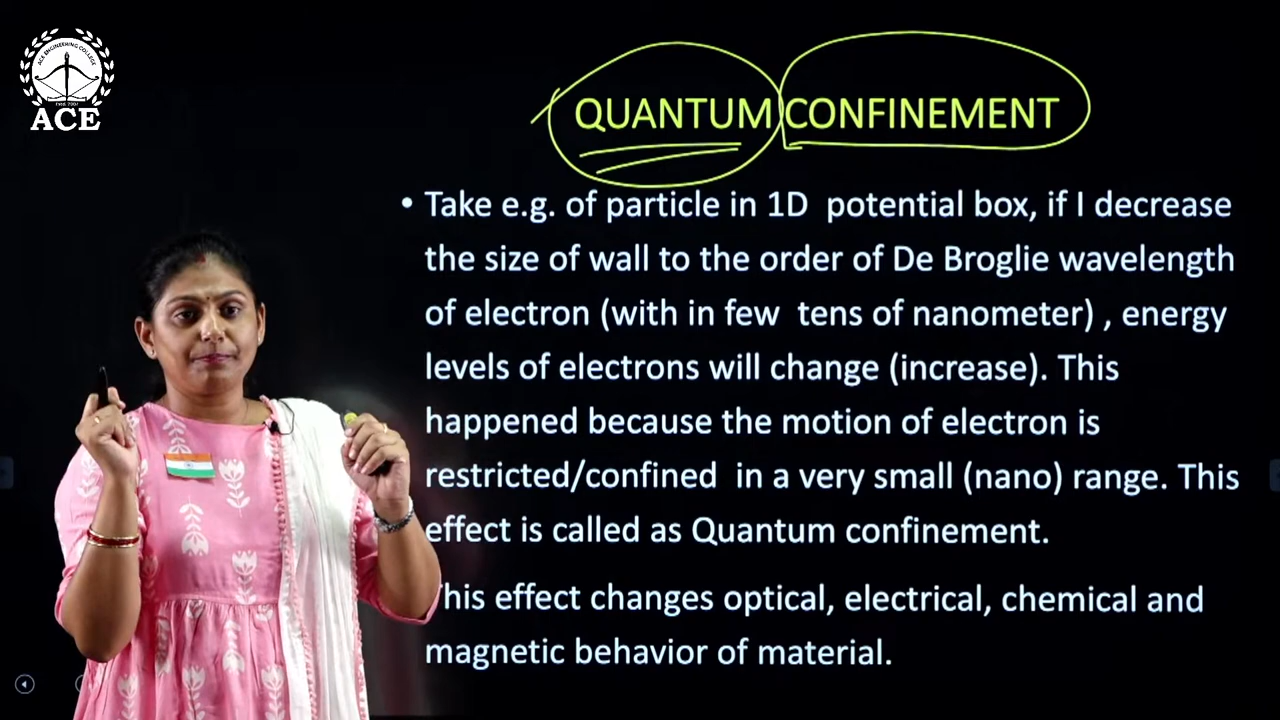 ACE ENGINEERING COLLEGE
ACE
QUANTUM CONFINEMENT
• Take e.g. of particle in 1D potential box, if I decrease
the size of wall to the order of De Broglie wavelength
of electron (with in few tens of nanometer) , energy
levels of electrons will change (increase). This
happened because the motion of electron is
restricted/confined in a very small (nano) range. This
effect is called as Quantum confinement.
This effect changes optical, electrical, chemical and
magnetic behavior of material.